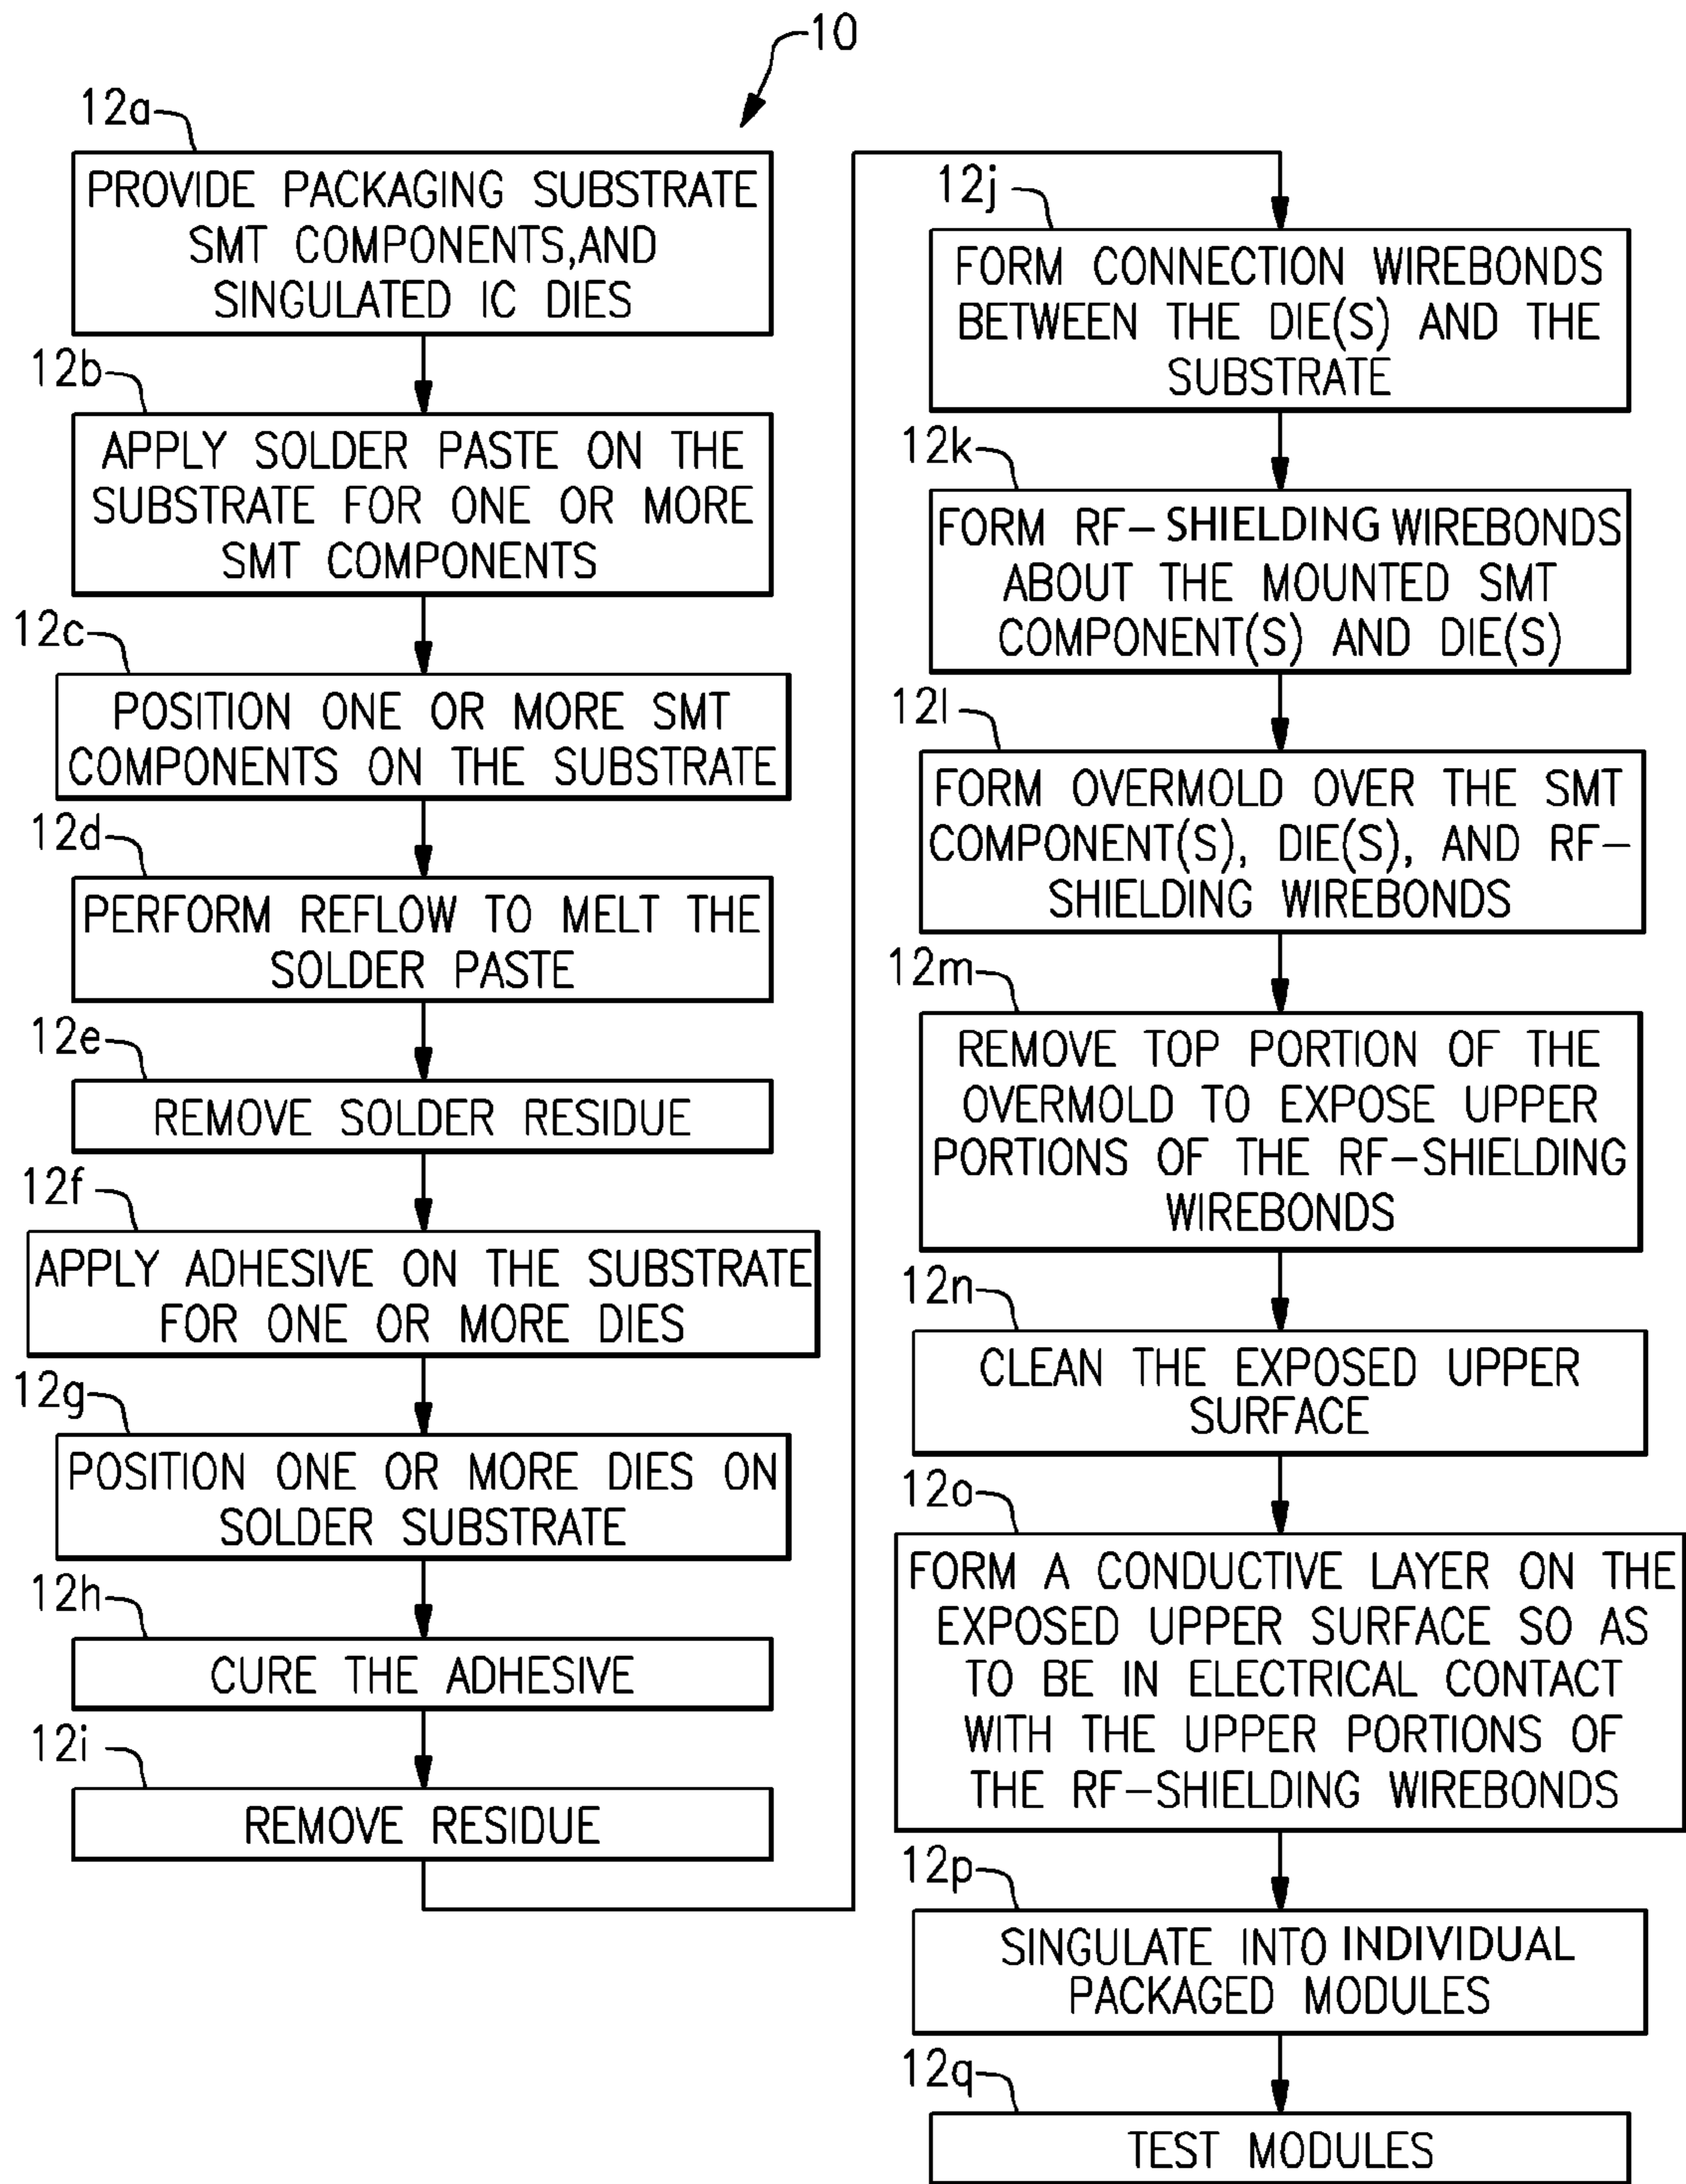 10
12a
PROVIDE PACKAGING SUBSTRATE
SMT COMPONENTS,AND
SINGULATED IC DIES
12b
APPLY SOLDER PASTE ON THE
SUBSTRATE FOR ONE OR MORE
SMT COMPONENTS
12c
POSITION ONE OR MORE SMT
COMPONENTS ON THE SUBSTRATE
12d
PERFORM REFLOW TO MELT THE
SOLDER PASTE
12e
REMOVE SOLDER RESIDUE
12f
APPLY ADHESIVE ON THE SUBSTRATE
FOR ONE OR MORE DIES
12g
POSITION ONE OR MORE DIES ON
SOLDER SUBSTRATE
12h
CURE THE ADHESIVE
12i
REMOVE RESIDUE
12j
FORM CONNECTION WIREBONDS
BETWEEN THE DIE(S) AND THE
SUBSTRATE
12k
FORM RF-SHIELDING WIREBONDS
ABOUT THE MOUNTED SMT
COMPONENT(S) AND DIE(S)
12l
FORM OVERMOLD OVER THE SMT
COMPONENT(S), DIE(S), AND RF-
SHIELDING WIREBONDS
12m
REMOVE TOP PORTION OF THE
OVERMOLD TO EXPOSE UPPER
PORTIONS OF THE RF-SHIELDING
WIREBONDS
12n
CLEAN THE EXPOSED UPPER
SURFACE
12o
FORM A CONDUCTIVE LAYER ON THE
EXPOSED UPPER SURFACE SO AS
TO BE IN ELECTRICAL CONTACT
WITH THE UPPER PORTIONS OF
THE RF-SHIELDING WIREBONDS
12p
SINGULATE INTO INDIVIDUAL
PACKAGED MODULES
12q
TEST MODULES